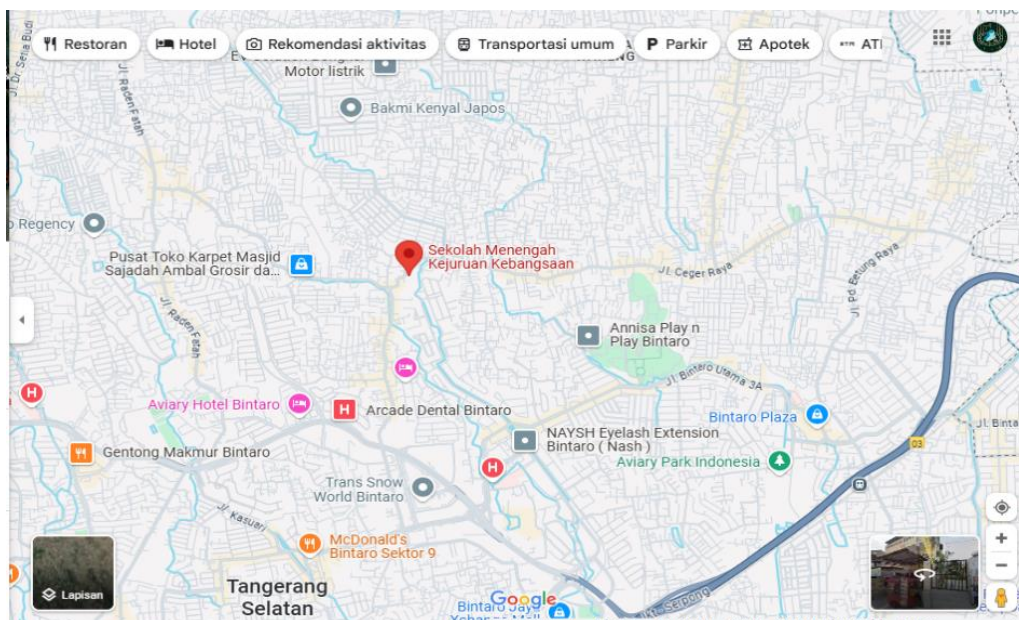 Restoran
Hotel
Rekomendasi aktivitas
Transportasi umum
P Parkir
Apotek
ATI
Motor listrik
Bakmi Kenyal Japos
Jl. Raden Fatah
Regency
Pusat Toko Karpet Masjid
Sajadah Ambal Grosir da...
Sekolah Menengah
Kejuruan Kebangsaan
Jl. Ceger Raya
Jl. Pd Betung Raya
Jl. Raden Fatah
Annisa Play n
Play Bintaro
Jl. Bintaro Utama 3A
H
Aviary Hotel Bintaro
H
Arcade Dental Bintaro
Bintaro Plaza
Jl. Binta
NAYSH Eyelash Extension
Bintaro ( Nash )
03
Gentong Makmur Bintaro
H
Aviary Park Indonesia
Trans Snow
World Bintaro
Jl. Kasuari
McDonald's
Bintaro Sektor 9
Tangerang
Selatan
Lapisan
Google
Bintaro Jaya